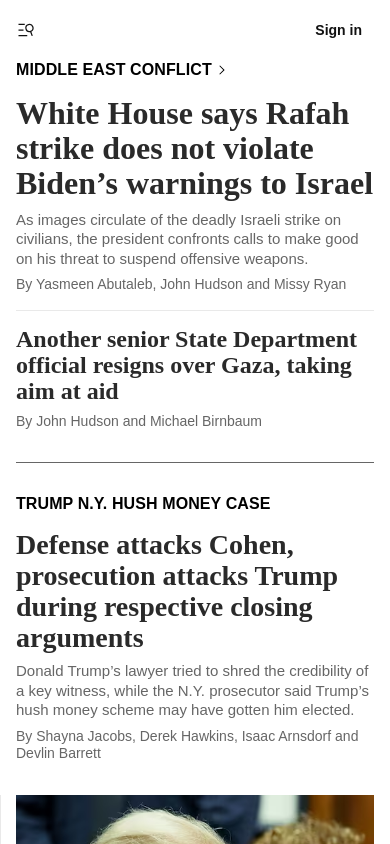 Sign in
MIDDLE EAST CONFLICT
White House says Rafah
strike does not violate
Biden’s warnings to Israel
As images circulate of the deadly Israeli strike on
civilians, the president confronts calls to make good
on his threat to suspend offensive weapons.
By Yasmeen Abutaleb, John Hudson and Missy Ryan
Another senior State Department
official resigns over Gaza, taking
aim at aid
By John Hudson and Michael Birnbaum
TRUMP N.Y. HUSH MONEY CASE
Defense attacks Cohen,
prosecution attacks Trump
during respective closing
arguments
Donald Trump’s lawyer tried to shred the credibility of
a key witness, while the N.Y. prosecutor said Trump’s
hush money scheme may have gotten him elected.
By Shayna Jacobs, Derek Hawkins, Isaac Arnsdorf and
Devlin Barrett